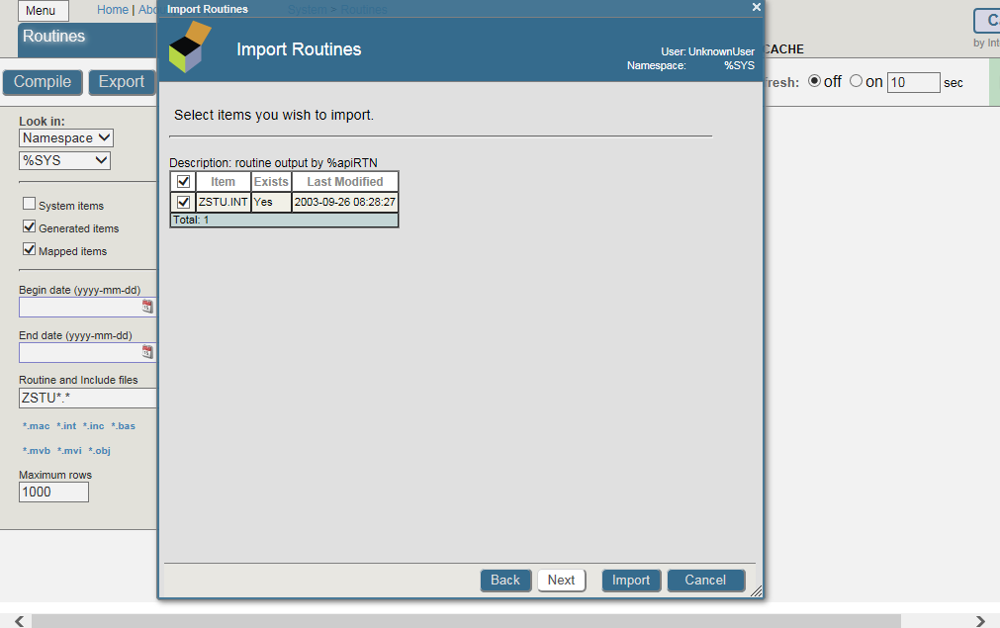 Menu
Home | Abo
System > Routines
Routines
Compile
Export
Look in:
Namespace
%SYS
System items
Generated items
Mapped items
Begin date (yyyy-mm-dd)
End date (yyyy-mm-dd)
Routine and Include files
ZSTU*.*
*.mac *.int *.inc *.bas
*.mvb *.mvi *.obj
Maximum rows
1000
Import Routines
Import Routines
User: UnknownUser
Namespace: %SYS
Select items you wish to import.
Description: routine output by %apiRTN
Item Exists Last Modified
ZSTU.INT Yes 2003-09-26 08:28:27
Total: 1
Back
Next
Import
Cancel
CACHE
C
by Int
fresh: off on 10 sec